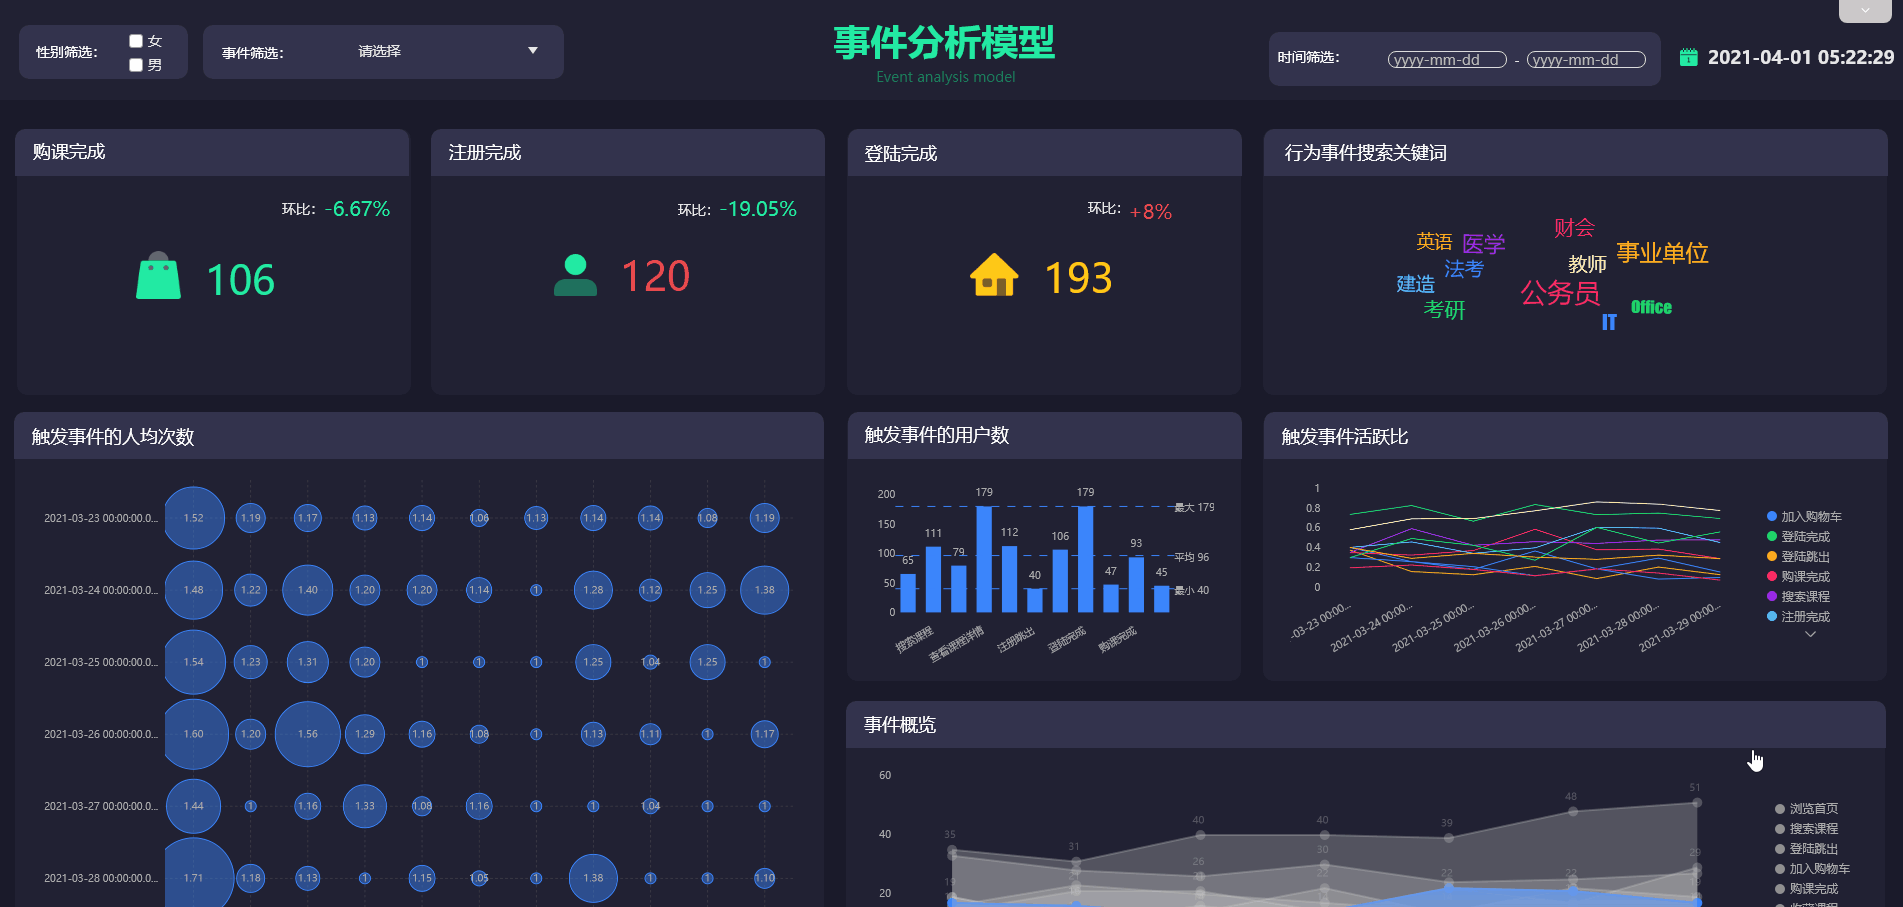 性别筛选：
女
男
事件筛选：
请选择
事件分析模型
Event analysis model
时间筛选：
yyyy-mm-dd - yyyy-mm-dd
2021-04-01 05:22:29
购课完成
环比： -6.67%
106
注册完成
环比： -19.05%
120
登陆完成
环比： +8%
193
行为事件搜索关键词
财会
英语 医学
事业单位
教师
法考
建造
公务员
考研
Office
IT
触发事件的人均次数
2021-03-23 00:00:00.0... 1.52 1.19 1.17 1.13 1.14 1.06 1.13 1.14 1.14 1.08 1.19
2021-03-24 00:00:00.0... 1.48 1.22 1.40 1.20 1.20 1.14 1 1.28 1.12 1.25 1.38
2021-03-25 00:00:00.0... 1.54 1.23 1.31 1.20 1 1 1 1.25 1.04 1.25 1
2021-03-26 00:00:00.0... 1.60 1.20 1.56 1.29 1.16 1.08 1 1.13 1.11 1 1.17
2021-03-27 00:00:00.0... 1.44 1 1.16 1.33 1.08 1.16 1 1 1.04 1 1
2021-03-28 00:00:00.0... 1.71 1.18 1.13 1 1.15 1.05 1 1.38 1 1 1.10
触发事件的用户数
200
150
100
50
0
65 111 79 179 112 40 106 179 47 93 45
最大 179
平均 96
最小 40
搜索课程 查看课程详情 注册跳出 登陆完成 购课完成
触发事件活跃比
1
0.8
0.6
0.4
0.2
0
-03-23 00:00... 2021-03-24 00:00... 2021-03-25 00:00... 2021-03-26 00:00... 2021-03-27 00:00... 2021-03-28 00:00... 2021-03-29 00:00...
加入购物车
登陆完成
登陆跳出
购课完成
搜索课程
注册完成
事件概览
60
40
20
35 31 40 40 39 48 51
19 26 30 22 22 22 29
浏览首页
搜索课程
登陆跳出
加入购物车
购课完成